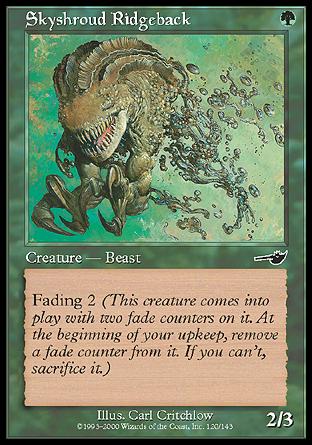 Skyshroud Ridgeback
Creature — Beast
Fading 2 (This creature comes into
play with two fade counters on it. At
the beginning of your upkeep, remove
a fade counter from it. If you can't,
sacrifice it.)
2/3
Illus. Carl Critchlow
©1993-2000 Wizards of the Coast, Inc. 120/143